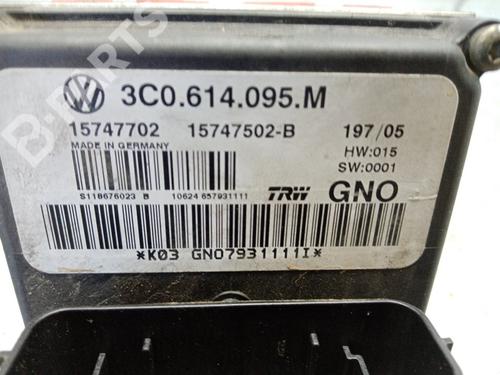 3C0.614.095.M
15747702 15747502-B 197/05
MADE IN GERMANY HW:015
SW:0001
S118676023 B 10624 657931111 TRW GNO
*K03 GNO7931111I*
B-PARTS